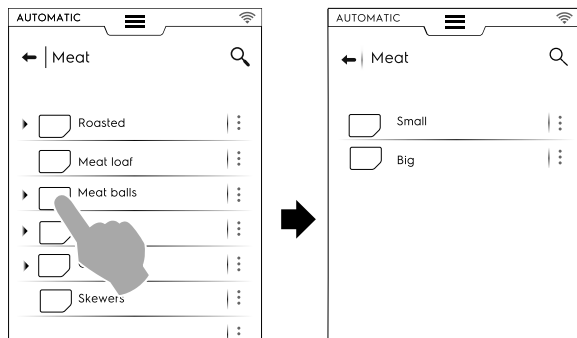 AUTOMATIC
Meat
Roasted
Meat loaf
Meat balls
Skewers
AUTOMATIC
Meat
Small
Big